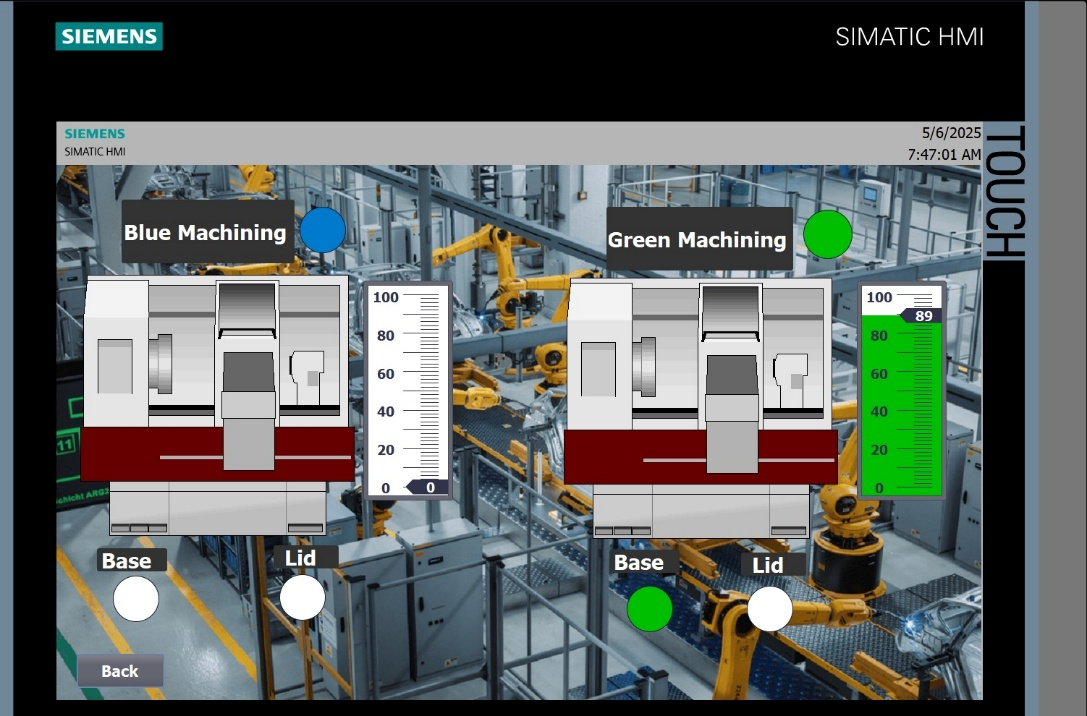 SIEMENS
SIMATIC HMI
TOUCH
SIEMENS
SIMATIC HMI
5/6/2025
7:47:01 AM
Blue Machining
Green Machining
100
80
60
40
20
0
0
100
89
80
60
40
20
0
11
Base
Lid
Base
Lid
Back